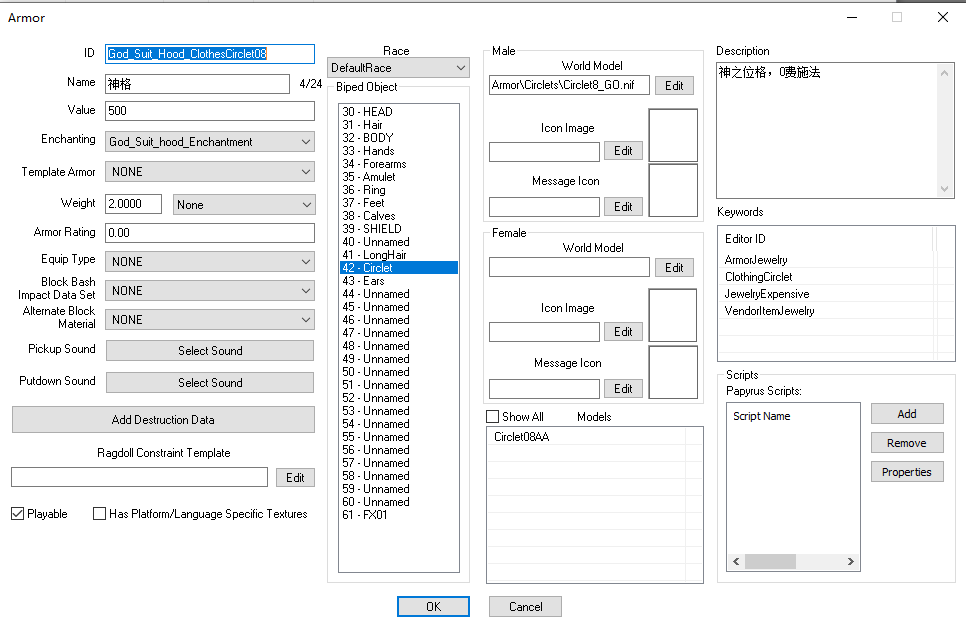 Armor
ID
God_Suit_Hood_ClothesCirclet08
Name
神格
4/24
Value
500
Enchanting
God_Suit_hood_Enchantment
Template Armor
NONE
Weight
2.0000
None
Armor Rating
0.00
Equip Type
NONE
Block Bash
Impact Data Set
NONE
Alternate Block
Material
NONE
Pickup Sound
Select Sound
Putdown Sound
Select Sound
Add Destruction Data
Ragdoll Constraint Template
Edit
Playable
Has Platform/Language Specific Textures
Race
DefaultRace
Biped Object
30 - HEAD
31 - Hair
32 - BODY
33 - Hands
34 - Forearms
35 - Amulet
36 - Ring
37 - Feet
38 - Calves
39 - SHIELD
40 - Unnamed
41 - LongHair
42 - Circlet
43 - Ears
44 - Unnamed
45 - Unnamed
46 - Unnamed
47 - Unnamed
48 - Unnamed
49 - Unnamed
50 - Unnamed
51 - Unnamed
52 - Unnamed
53 - Unnamed
54 - Unnamed
55 - Unnamed
56 - Unnamed
57 - Unnamed
58 - Unnamed
59 - Unnamed
60 - Unnamed
61 - FX01
Male
World Model
Armor\Circlets\Circlet8_GO.nif
Edit
Icon Image
Edit
Message Icon
Edit
Female
World Model
Edit
Icon Image
Edit
Message Icon
Edit
Show All
Models
Circlet08AA
Description
神之位格，0费施法
Keywords
Editor ID
ArmorJewelry
ClothingCirclet
JewelryExpensive
VendorItemJewelry
Scripts
Papyrus Scripts:
Script Name
Add
Remove
Properties
OK
Cancel